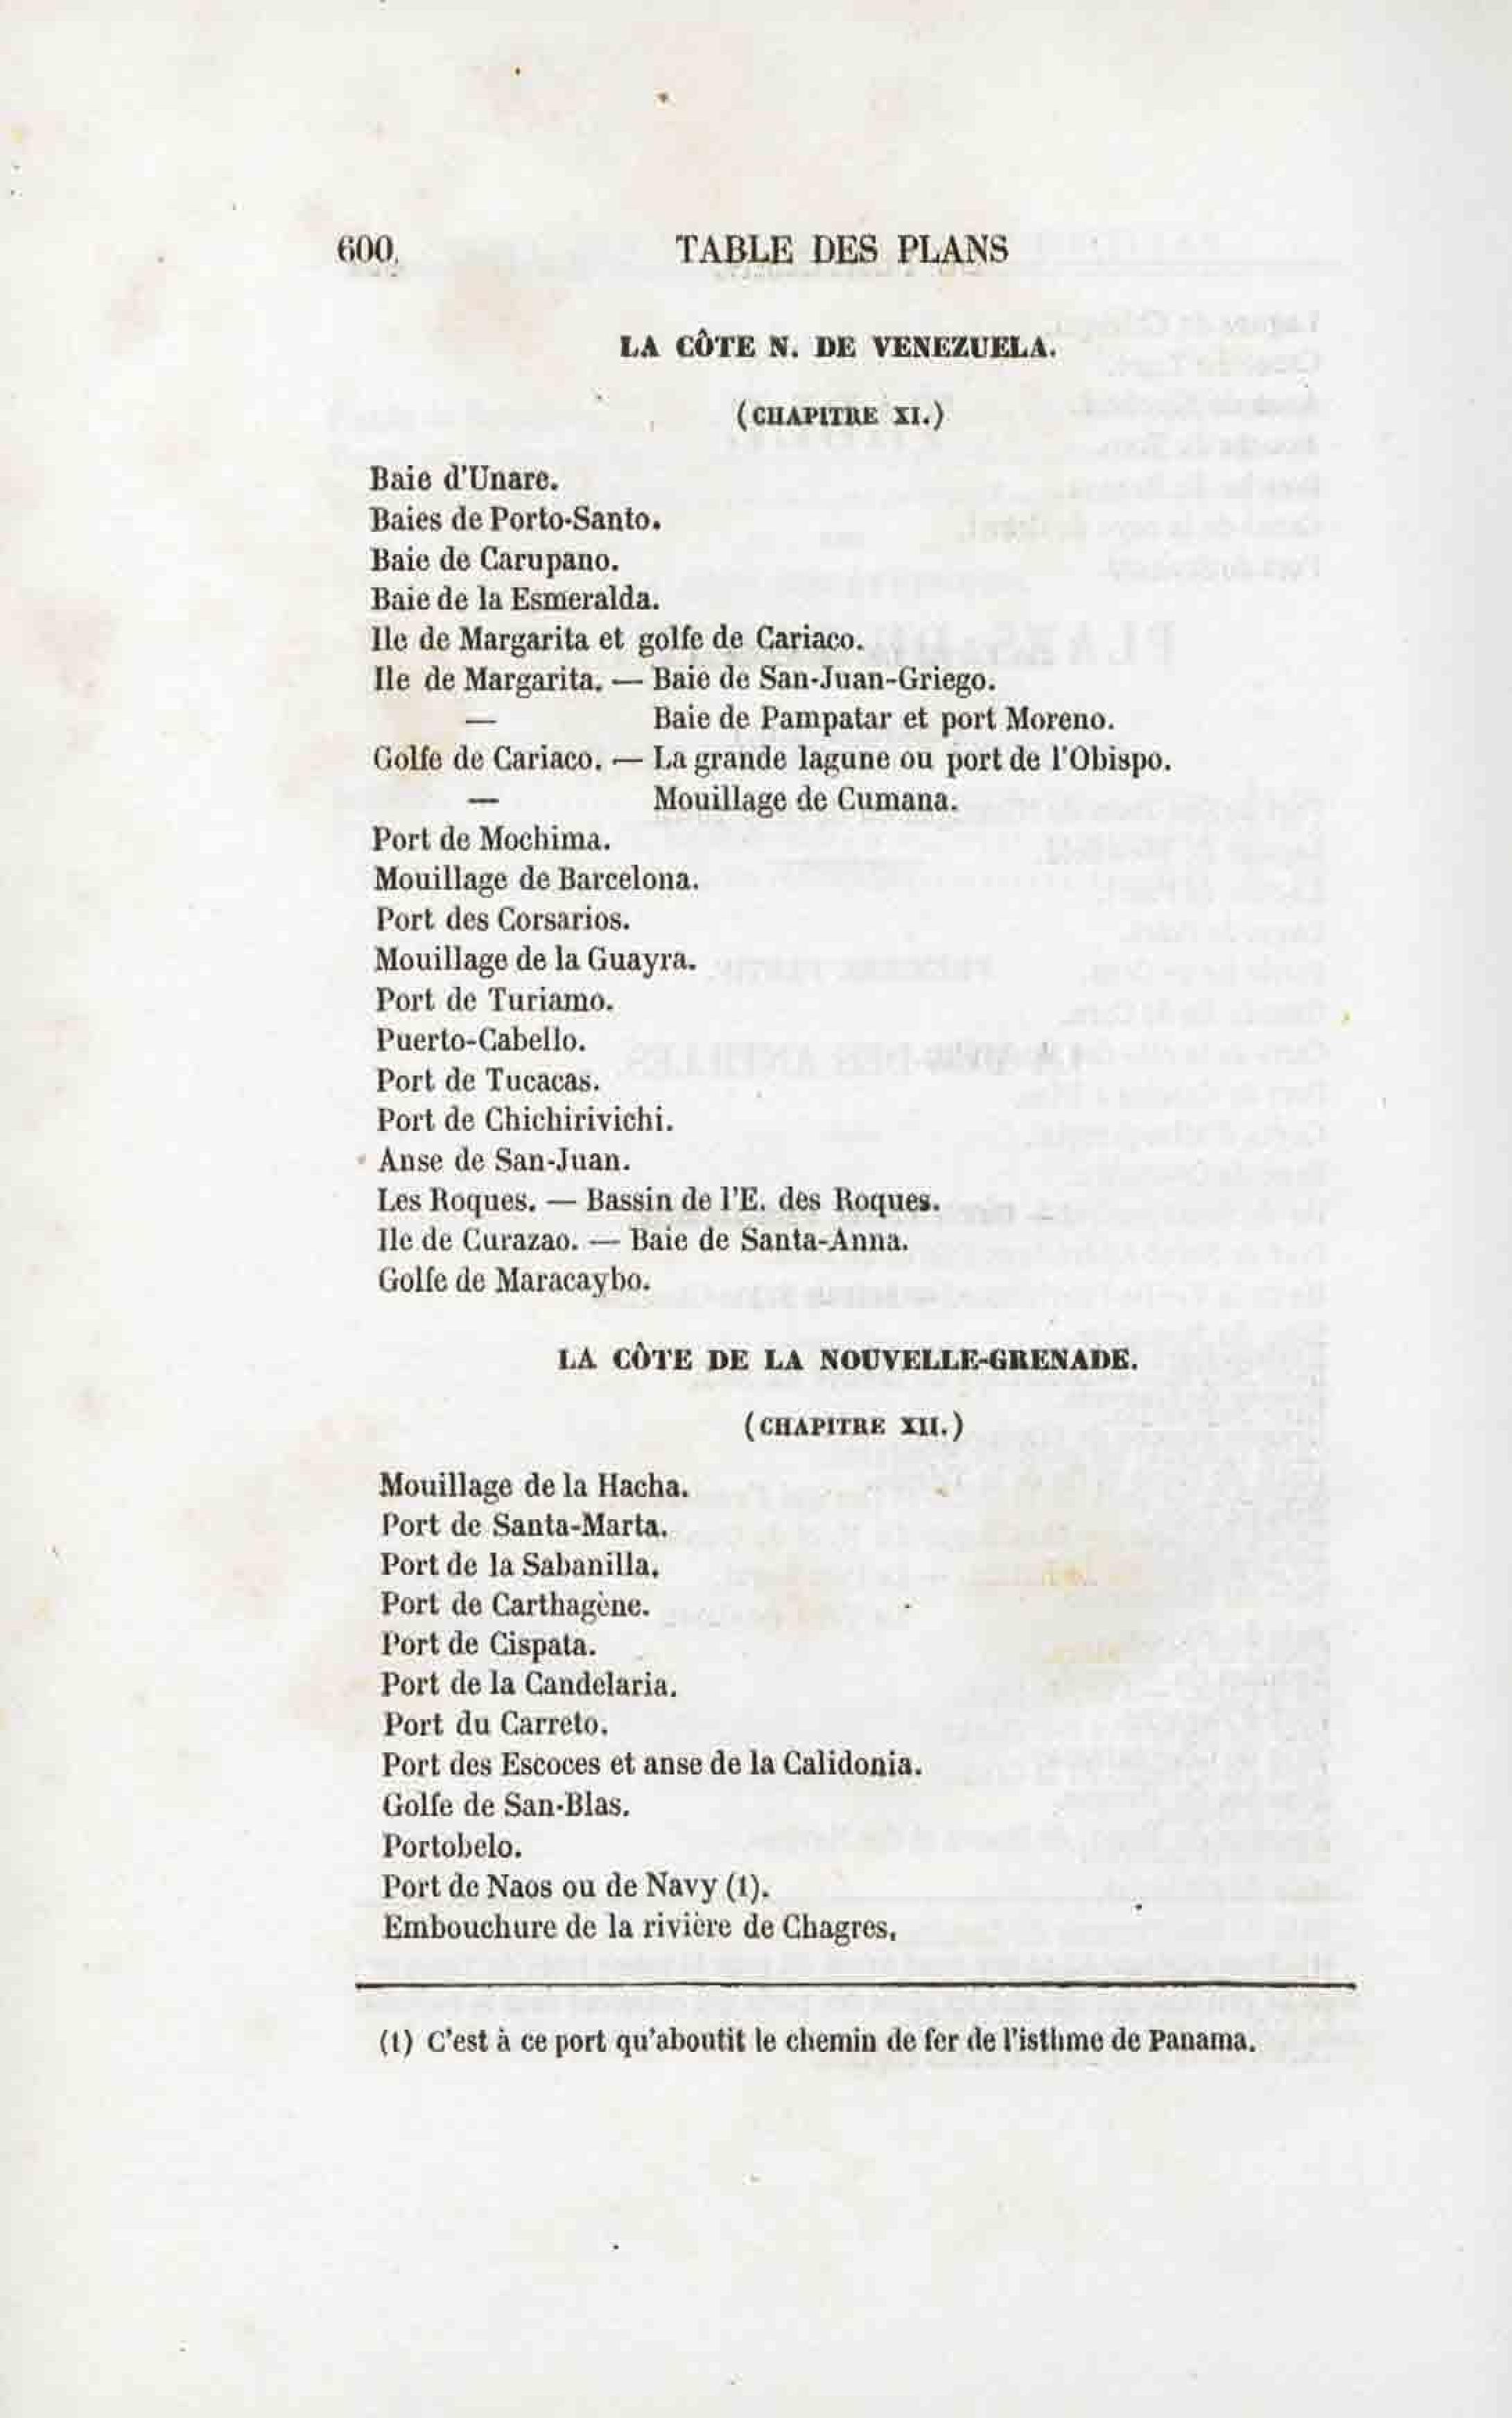 600 TABLE DES PLANS
LA CÔTE N. DE VENEZUELA.
(CHAPITRE XI.)
Baie d'Unare.
Baies de Porto-Santo.
Baie de Carupano.
Baie de la Esmeralda.
Ile de Margarita et golfe de Cariaco.
Ile de Margarita. — Baie de San-Juan-Griego.
— Baie de Pampatar et port Moreno.
Golfe de Cariaco. — La grande lagune ou port de l'Obispo.
— Mouillage de Cumana.
Port de Mochima.
Mouillage de Barcelona.
Port des Corsarios.
Mouillage de la Guayra.
Port de Turiamo.
Puerto-Cabello.
Port de Tucacas.
Port de Chichirivichi.
Anse de San-Juan.
Les Roques. — Bassin de l'E. des Roques.
Ile de Curazao. — Baie de Santa-Anna.
Golfe de Maracaybo.
LA CÔTE DE LA NOUVELLE-GRENADE.
(CHAPITRE XII.)
Mouillage de la Hacha.
Port de Santa-Marta.
Port de la Sabanilla.
Port de Carthagène.
Port de Cispata.
Port de la Candelaria.
Port du Carreto.
Port des Escoces et anse de la Calidonia.
Golfe de San-Blas.
Portobelo.
Port de Naos ou de Navy (1).
Embouchure de la rivière de Chagres.
(1) C'est à ce port qu'aboutit le chemin de fer de l'isthme de Panama.